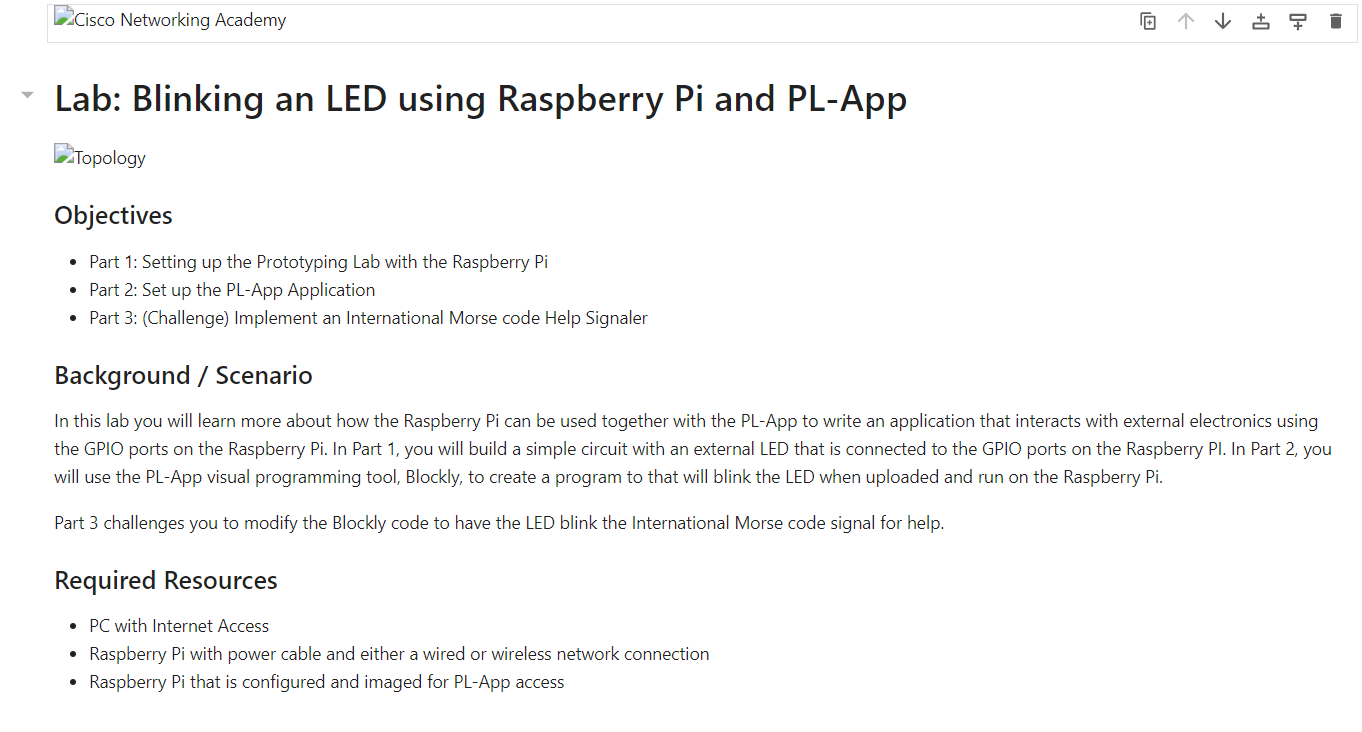 Cisco Networking Academy
Lab: Blinking an LED using Raspberry Pi and PL-App
Topology
Objectives
Part 1: Setting up the Prototyping Lab with the Raspberry Pi
Part 2: Set up the PL-App Application
Part 3: (Challenge) Implement an International Morse code Help Signaler
Background / Scenario
In this lab you will learn more about how the Raspberry Pi can be used together with the PL-App to write an application that interacts with external electronics using
the GPIO ports on the Raspberry Pi. In Part 1, you will build a simple circuit with an external LED that is connected to the GPIO ports on the Raspberry PI. In Part 2, you
will use the PL-App visual programming tool, Blockly, to create a program to that will blink the LED when uploaded and run on the Raspberry Pi.
Part 3 challenges you to modify the Blockly code to have the LED blink the International Morse code signal for help.
Required Resources
PC with Internet Access
Raspberry Pi with power cable and either a wired or wireless network connection
Raspberry Pi that is configured and imaged for PL-App access